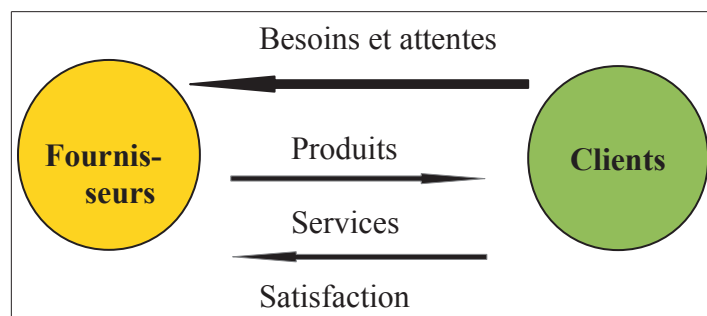 Besoins et attentes
Fournis-
seurs
Produits
Clients
Services
Satisfaction